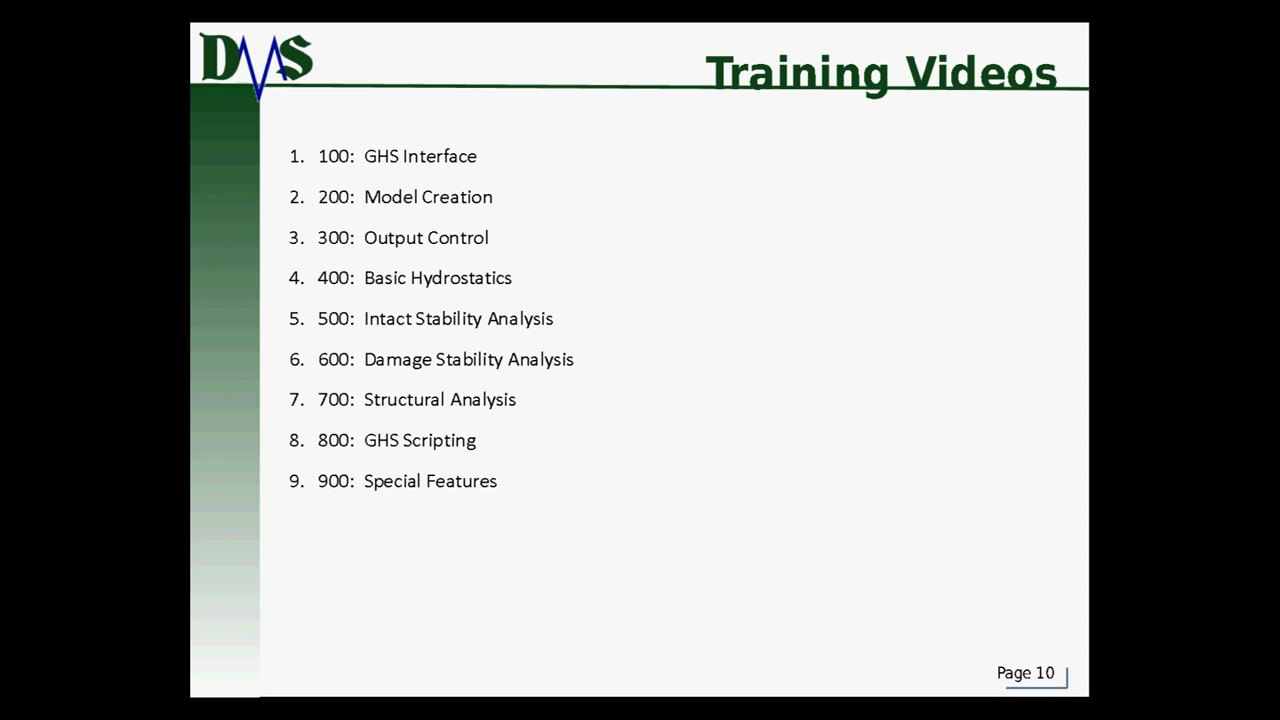 DMS
Training Videos
1. 100: GHS Interface
2. 200: Model Creation
3. 300: Output Control
4. 400: Basic Hydrostatics
5. 500: Intact Stability Analysis
6. 600: Damage Stability Analysis
7. 700: Structural Analysis
8. 800: GHS Scripting
9. 900: Special Features
Page 10